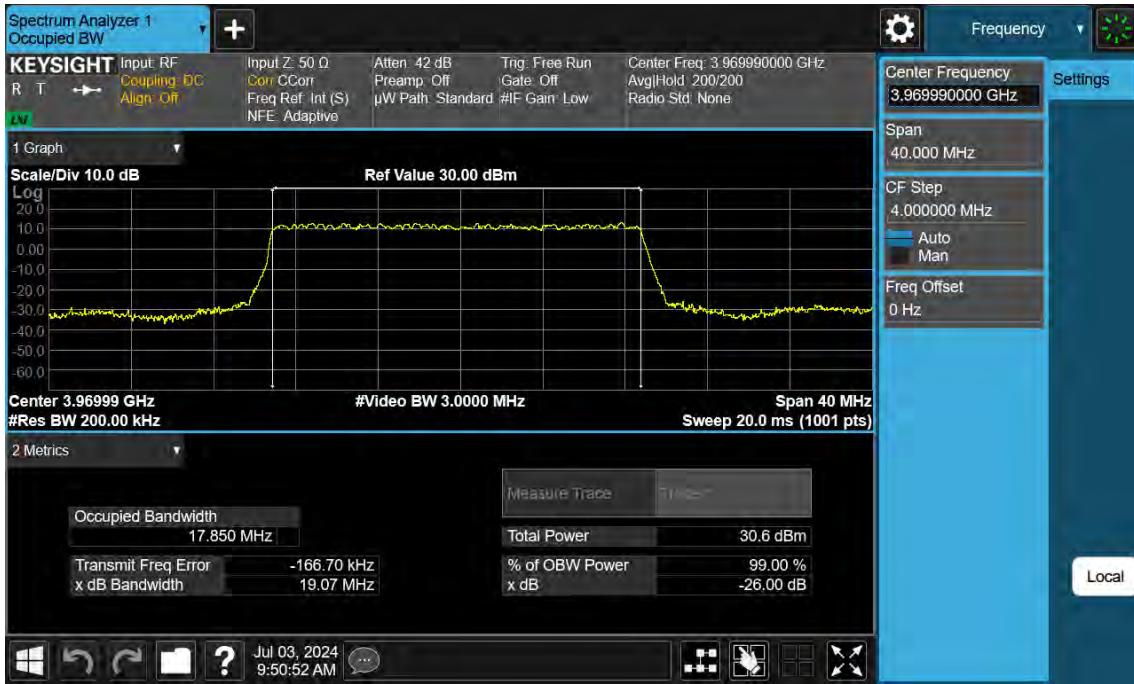 Spectrum Analyzer 1
Occupied BW
Frequency
KEYSIGHT
R T
LNI
Input: RF
Coupling: DC
Align: Off
Input Z: 50 Ω
Corr CCorr
Freq Ref: Int (S)
NFE: Adaptive
Atten: 42 dB
Preamp: Off
µW Path: Standard
Trig: Free Run
Gate: Off
#IF Gain: Low
Center Freq: 3.969990000 GHz
Avg|Hold: 200/200
Radio Std: None
Center Frequency
3.969990000 GHz
Settings
Span
40.000 MHz
CF Step
4.000000 MHz
Auto
Man
Freq Offset
0 Hz
Local
1 Graph
Scale/Div 10.0 dB
Ref Value 30.00 dBm
Log
20.0
10.0
0.00
-10.0
-20.0
-30.0
-40.0
-50.0
-60.0
Center 3.96999 GHz
#Video BW 3.0000 MHz
Span 40 MHz
#Res BW 200.00 kHz
Sweep 20.0 ms (1001 pts)
2 Metrics
Measure Trace
Occupied Bandwidth
17.850 MHz
Total Power 30.6 dBm
Transmit Freq Error -166.70 kHz
% of OBW Power 99.00 %
x dB Bandwidth 19.07 MHz
x dB -26.00 dB
?
Jul 03, 2024
9:50:52 AM